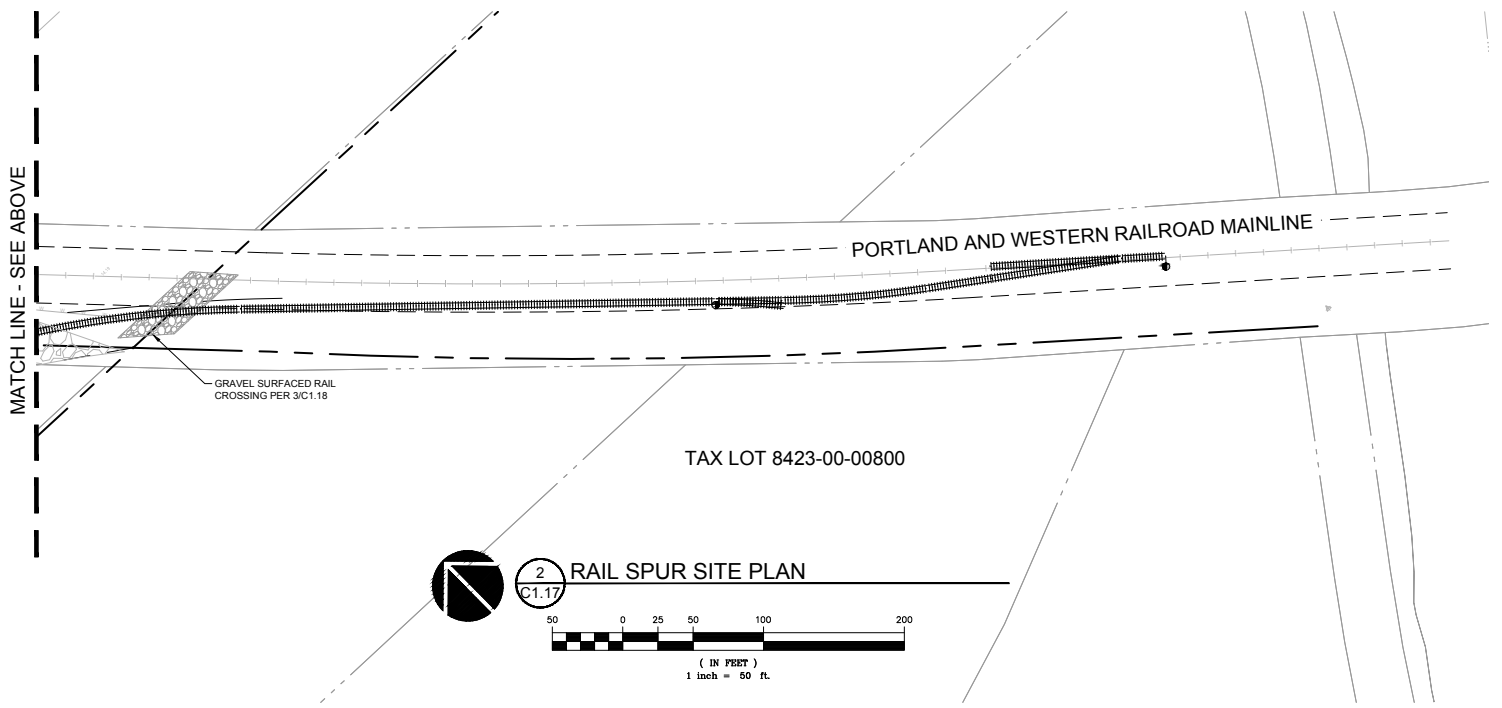 MATCH LINE - SEE ABOVE
PORTLAND AND WESTERN RAILROAD MAINLINE
GRAVEL SURFACED RAIL
CROSSING PER 3/C1.18
TAX LOT 8423-00-00800
2
C1.17
RAIL SPUR SITE PLAN
50 0 25 50 100 200
( IN FEET )
1 inch = 50 ft.